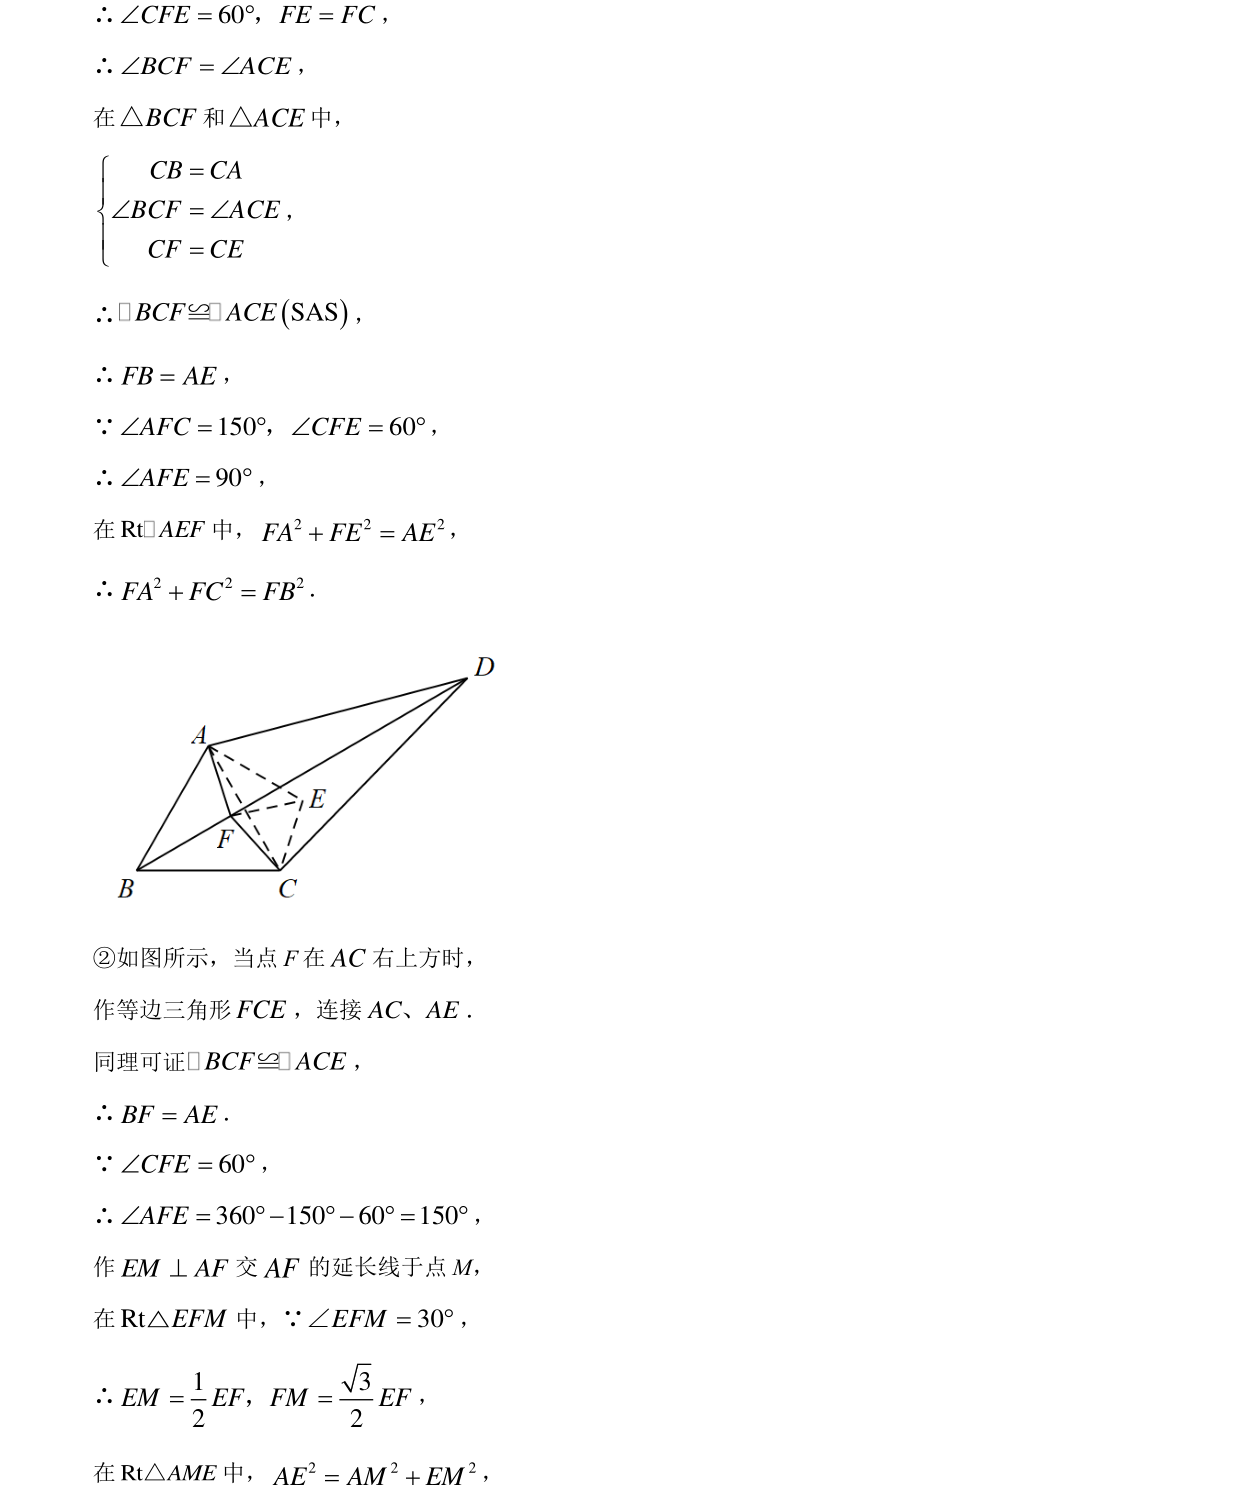 ∴∠CFE = 60°，FE = FC，
∴∠BCF = ∠ACE，
在△BCF 和△ACE 中，
CB = CA
∠BCF = ∠ACE，
CF = CE
∴□BCF≌□ACE(SAS)，
∴ FB = AE，
∵∠AFC = 150°，∠CFE = 60°，
∴∠AFE = 90°，
在 Rt□AEF 中，FA² + FE² = AE²，
∴ FA² + FC² = FB²．
D
A
E
F
B
C
②如图所示，当点 F 在 AC 右上方时，
作等边三角形 FCE，连接 AC、AE．
同理可证□BCF≌□ACE，
∴ BF = AE．
∵∠CFE = 60°，
∴∠AFE = 360° − 150° − 60° = 150°，
作 EM ⊥ AF 交 AF 的延长线于点 M，
在 Rt△EFM 中，∵∠EFM = 30°，
∴ EM = 1/2 EF，FM = √3/2 EF，
在 Rt△AME 中，AE² = AM² + EM²，